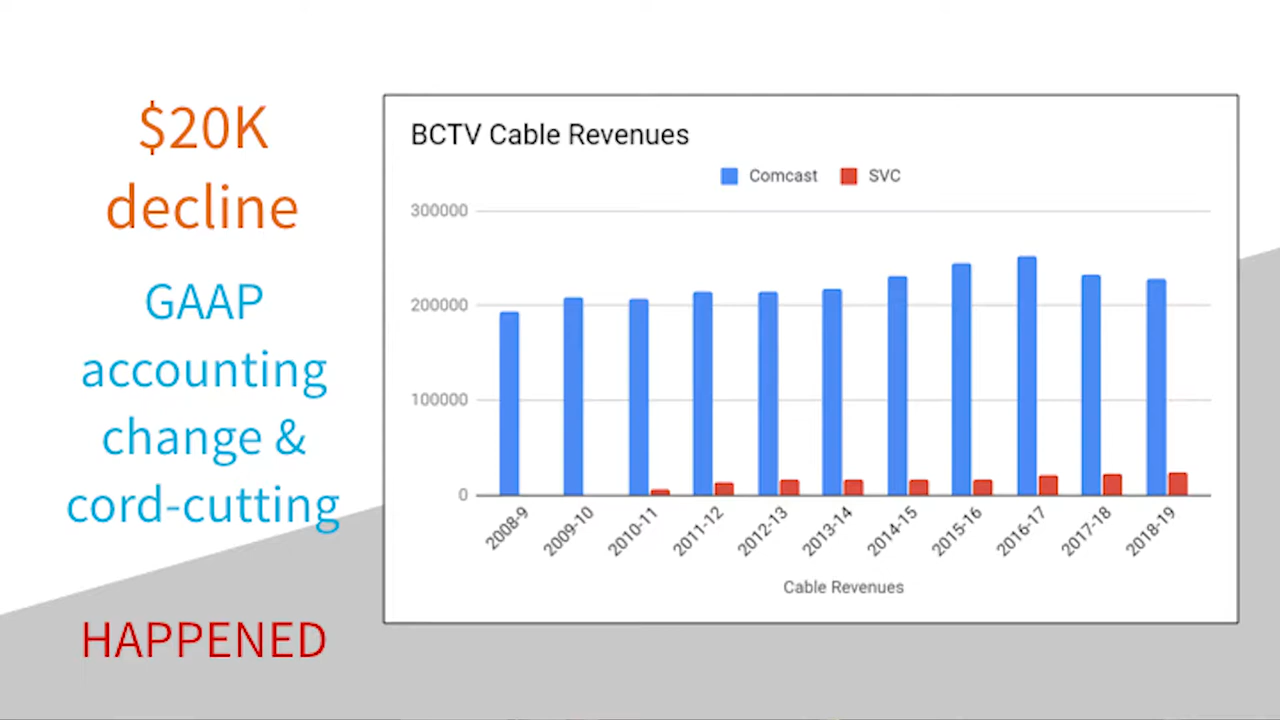 $20K
decline
GAAP
accounting
change &
cord-cutting
HAPPENED
BCTV Cable Revenues
Comcast
SVC
300000
200000
100000
0
2008-9
2009-10
2010-11
2011-12
2012-13
2013-14
2014-15
2015-16
2016-17
2017-18
2018-19
Cable Revenues